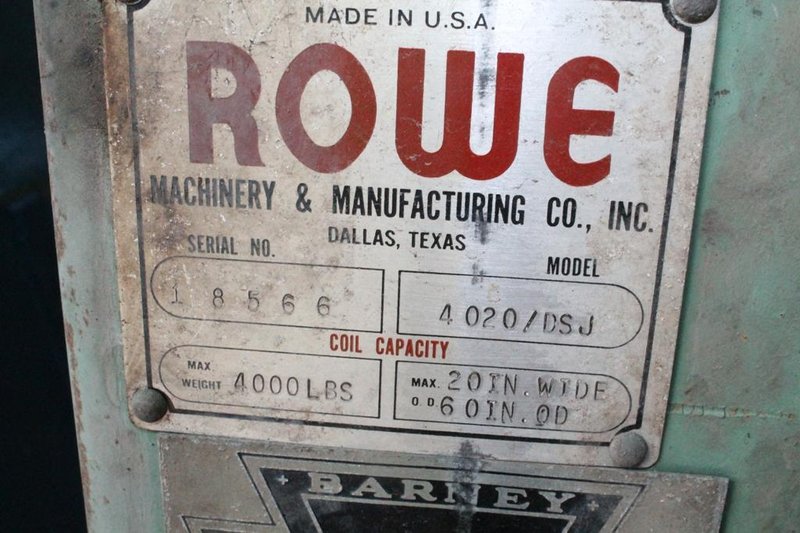 MADE IN U.S.A.
ROWE
MACHINERY & MANUFACTURING CO., INC.
DALLAS, TEXAS
SERIAL NO. MODEL
18566 4020/DSJ
COIL CAPACITY
MAX. WEIGHT 4000LBS
MAX. 20IN. WIDE
O.D. 60IN. OD
BARNEY